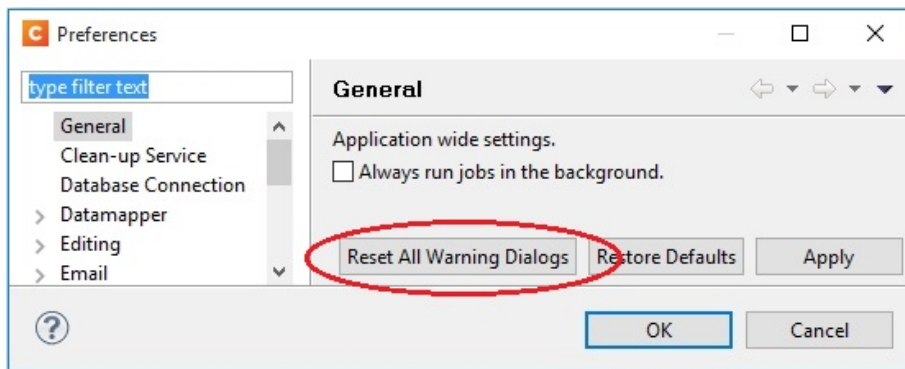 C Preferences
type filter text
General
Clean-up Service
Database Connection
Datamapper
Editing
Email
General
Application wide settings.
Always run jobs in the background.
Reset All Warning Dialogs Restore Defaults Apply
? OK Cancel